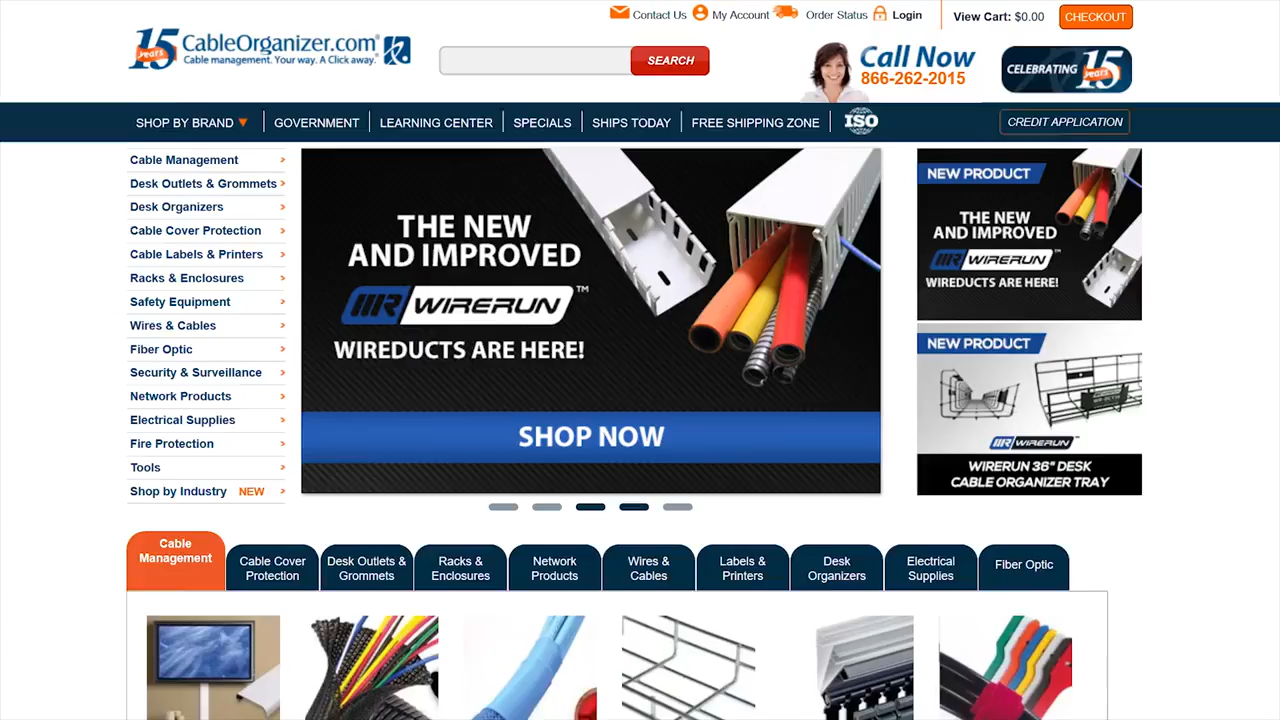 Contact Us My Account Order Status Login View Cart: $0.00 CHECKOUT
15 years CableOrganizer.com®
Cable management. Your way. A Click away.®
SEARCH
Call Now
866-262-2015
CELEBRATING 15 years
SHOP BY BRAND GOVERNMENT LEARNING CENTER SPECIALS SHIPS TODAY FREE SHIPPING ZONE ISO CREDIT APPLICATION
Cable Management
Desk Outlets & Grommets
Desk Organizers
Cable Cover Protection
Cable Labels & Printers
Racks & Enclosures
Safety Equipment
Wires & Cables
Fiber Optic
Security & Surveillance
Network Products
Electrical Supplies
Fire Protection
Tools
Shop by Industry NEW
THE NEW
AND IMPROVED
WIRERUN™
WIREDUCTS ARE HERE!
SHOP NOW
NEW PRODUCT
THE NEW
AND IMPROVED
WIRERUN™
WIREDUCTS ARE HERE!
NEW PRODUCT
WIRERUN™
WIRERUN 36" DESK
CABLE ORGANIZER TRAY
Cable
Management
Cable Cover
Protection
Desk Outlets &
Grommets
Racks &
Enclosures
Network
Products
Wires &
Cables
Labels &
Printers
Desk
Organizers
Electrical
Supplies
Fiber Optic